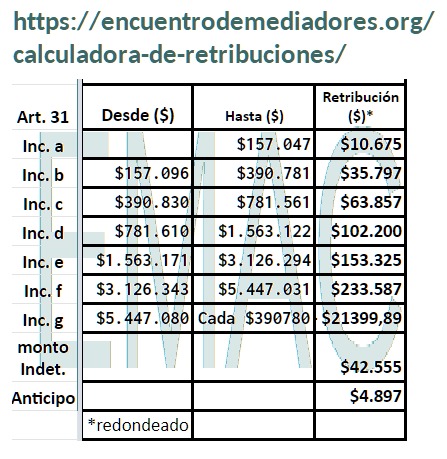 https://encuentrodemediadores.org/
calculadora-de-retribuciones/
Art. 31 Desde ($) Hasta ($) Retribución ($)*
Inc. a $157.047 $10.675
Inc. b $157.096 $390.781 $35.797
Inc. c $390.830 $781.561 $63.857
Inc. d $781.610 $1.563.122 $102.200
Inc. e $1.563.171 $3.126.294 $153.325
Inc. f $3.126.343 $5.447.031 $233.587
Inc. g $5.447.080 Cada $390780 $21399,89
monto
Indet. $42.555
Anticipo $4.897
*redondeado
EMAC